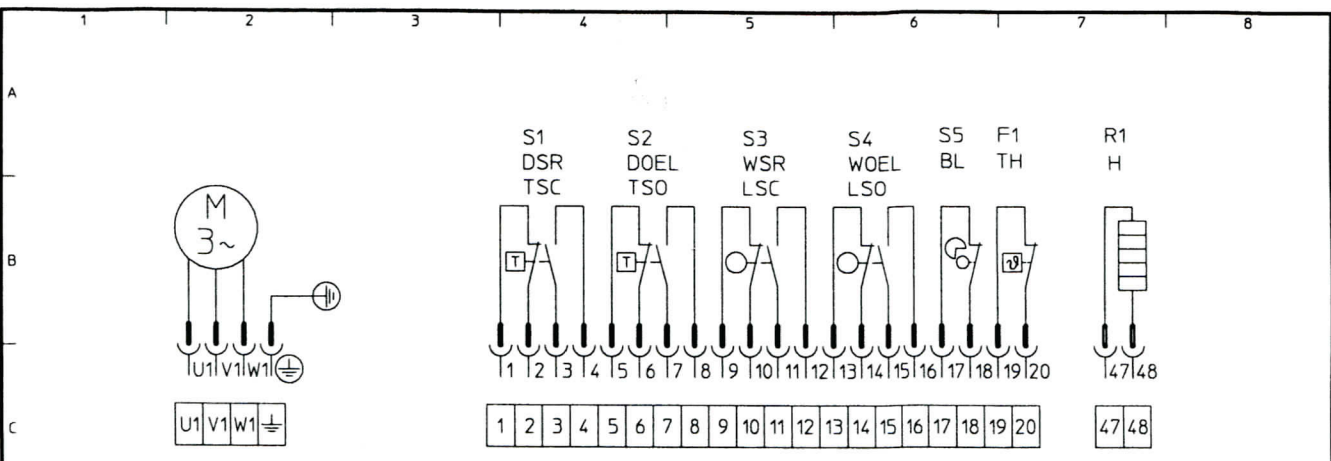 1 2 3 4 5 6 7 8
A
S1 S2 S3 S4 S5 F1 R1
DSR DOEL WSR WOEL BL TH H
TSC TSO LSC LSO
M
3~
B
T T ϑ
U1 V1 W1 1 2 3 4 5 6 7 8 9 10 11 12 13 14 15 16 17 18 19 20 47 48
C
U1 V1 W1 1 2 3 4 5 6 7 8 9 10 11 12 13 14 15 16 17 18 19 20 47 48